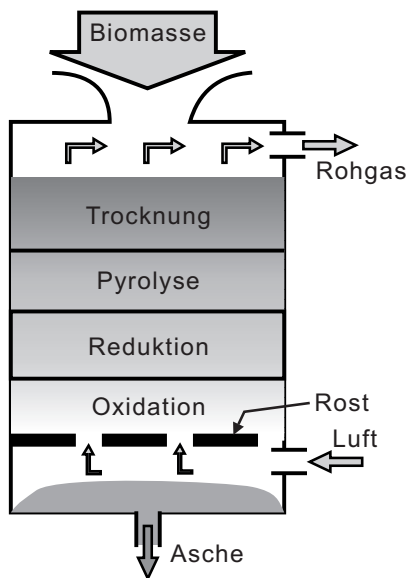 Biomasse
Rohgas
Trocknung
Pyrolyse
Reduktion
Oxidation
Rost
Luft
Asche